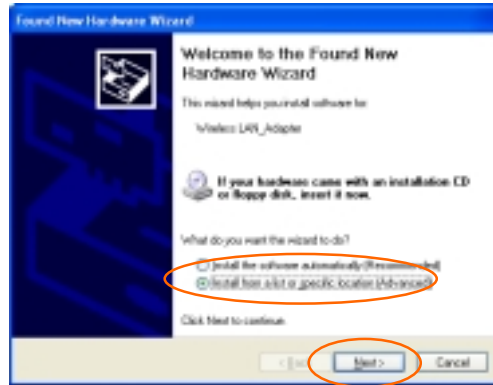 Found New Hardware Wizard
Welcome to the Found New
Hardware Wizard
This wizard helps you install software for:
Wireless LAN_Adapter
If your hardware came with an installation CD
or floppy disk, insert it now.
What do you want the wizard to do?
Install the software automatically (Recommended)
Install from a list or specific location (Advanced)
Click Next to continue.
< Back
Next >
Cancel